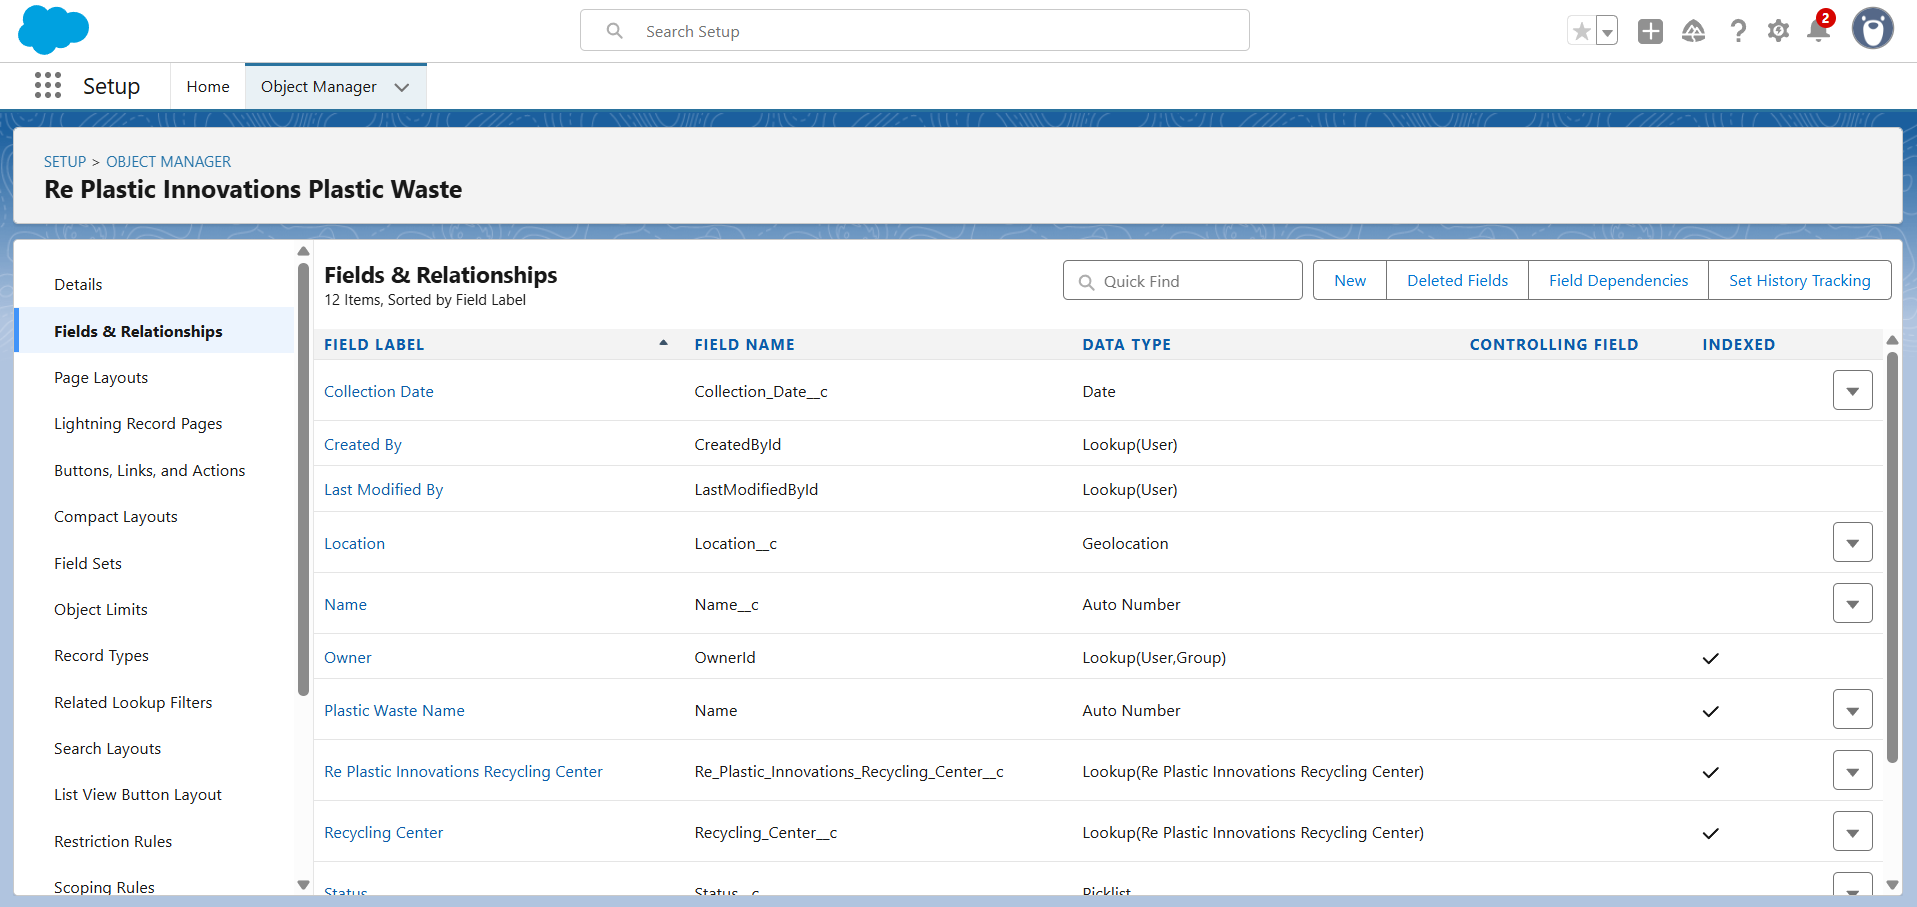 Search Setup
2
Setup
Home
Object Manager
SETUP > OBJECT MANAGER
Re Plastic Innovations Plastic Waste
Details
Fields & Relationships
Page Layouts
Lightning Record Pages
Buttons, Links, and Actions
Compact Layouts
Field Sets
Object Limits
Record Types
Related Lookup Filters
Search Layouts
List View Button Layout
Restriction Rules
Scoping Rules
Fields & Relationships
12 Items, Sorted by Field Label
Quick Find
New
Deleted Fields
Field Dependencies
Set History Tracking
FIELD LABEL FIELD NAME DATA TYPE CONTROLLING FIELD INDEXED
Collection Date Collection_Date__c Date
Created By CreatedById Lookup(User)
Last Modified By LastModifiedById Lookup(User)
Location Location__c Geolocation
Name Name__c Auto Number
Owner OwnerId Lookup(User,Group)
Plastic Waste Name Name Auto Number
Re Plastic Innovations Recycling Center Re_Plastic_Innovations_Recycling_Center__c Lookup(Re Plastic Innovations Recycling Center)
Recycling Center Recycling_Center__c Lookup(Re Plastic Innovations Recycling Center)
Status Status__c Picklist